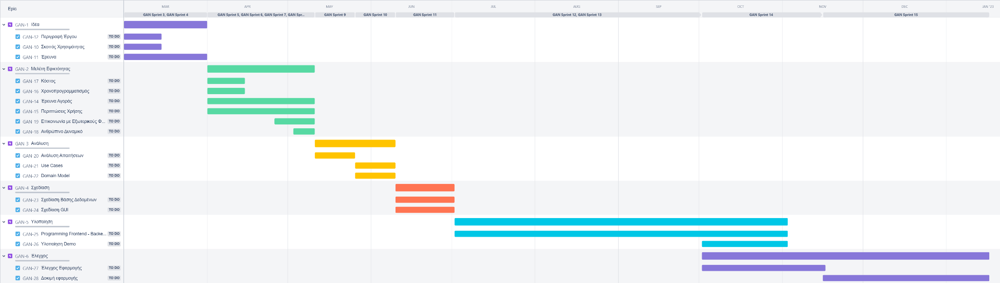 Epic
MAR APR MAY JUN JUL AUG SEP OCT NOV DEC JAN '23
GAN Sprint 3, GAN Sprint 4 GAN Sprint 5, GAN Sprint 6, GAN Sprint 7, GAN Spr... GAN Sprint 9 GAN Sprint 10 GAN Sprint 11 GAN Sprint 12, GAN Sprint 13 GAN Sprint 14 GAN Sprint 15
GAN-1 Ιδέα
GAN-12 Περιγραφή Έργου TO DO
GAN-10 Σκοπός Χρησιμότητας TO DO
GAN-11 Έρευνα TO DO
GAN-2 Μελέτη Εφικτότητας
GAN-17 Κόστος TO DO
GAN-16 Χρονοπρογραμματισμός TO DO
GAN-14 Έρευνα Αγοράς TO DO
GAN-15 Περιπτώσεις Χρήσης TO DO
GAN-19 Επικοινωνία με Εξωτερικούς Φ... TO DO
GAN-18 Ανθρώπινο Δυναμικό TO DO
GAN-3 Ανάλυση
GAN-20 Ανάλυση Απαιτήσεων TO DO
GAN-21 Use Cases TO DO
GAN-22 Domain Model TO DO
GAN-4 Σχεδίαση
GAN-23 Σχεδίαση Βάσης Δεδομένων TO DO
GAN-24 Σχεδίαση GUI TO DO
GAN-5 Υλοποίηση
GAN-25 Programming Frontend - Backe... TO DO
GAN-26 Υλοποίηση Demo TO DO
GAN-6 Έλεγχος
GAN-27 Έλεγχος Εφαρμογής TO DO
GAN-28 Δοκιμή εφαρμογής TO DO